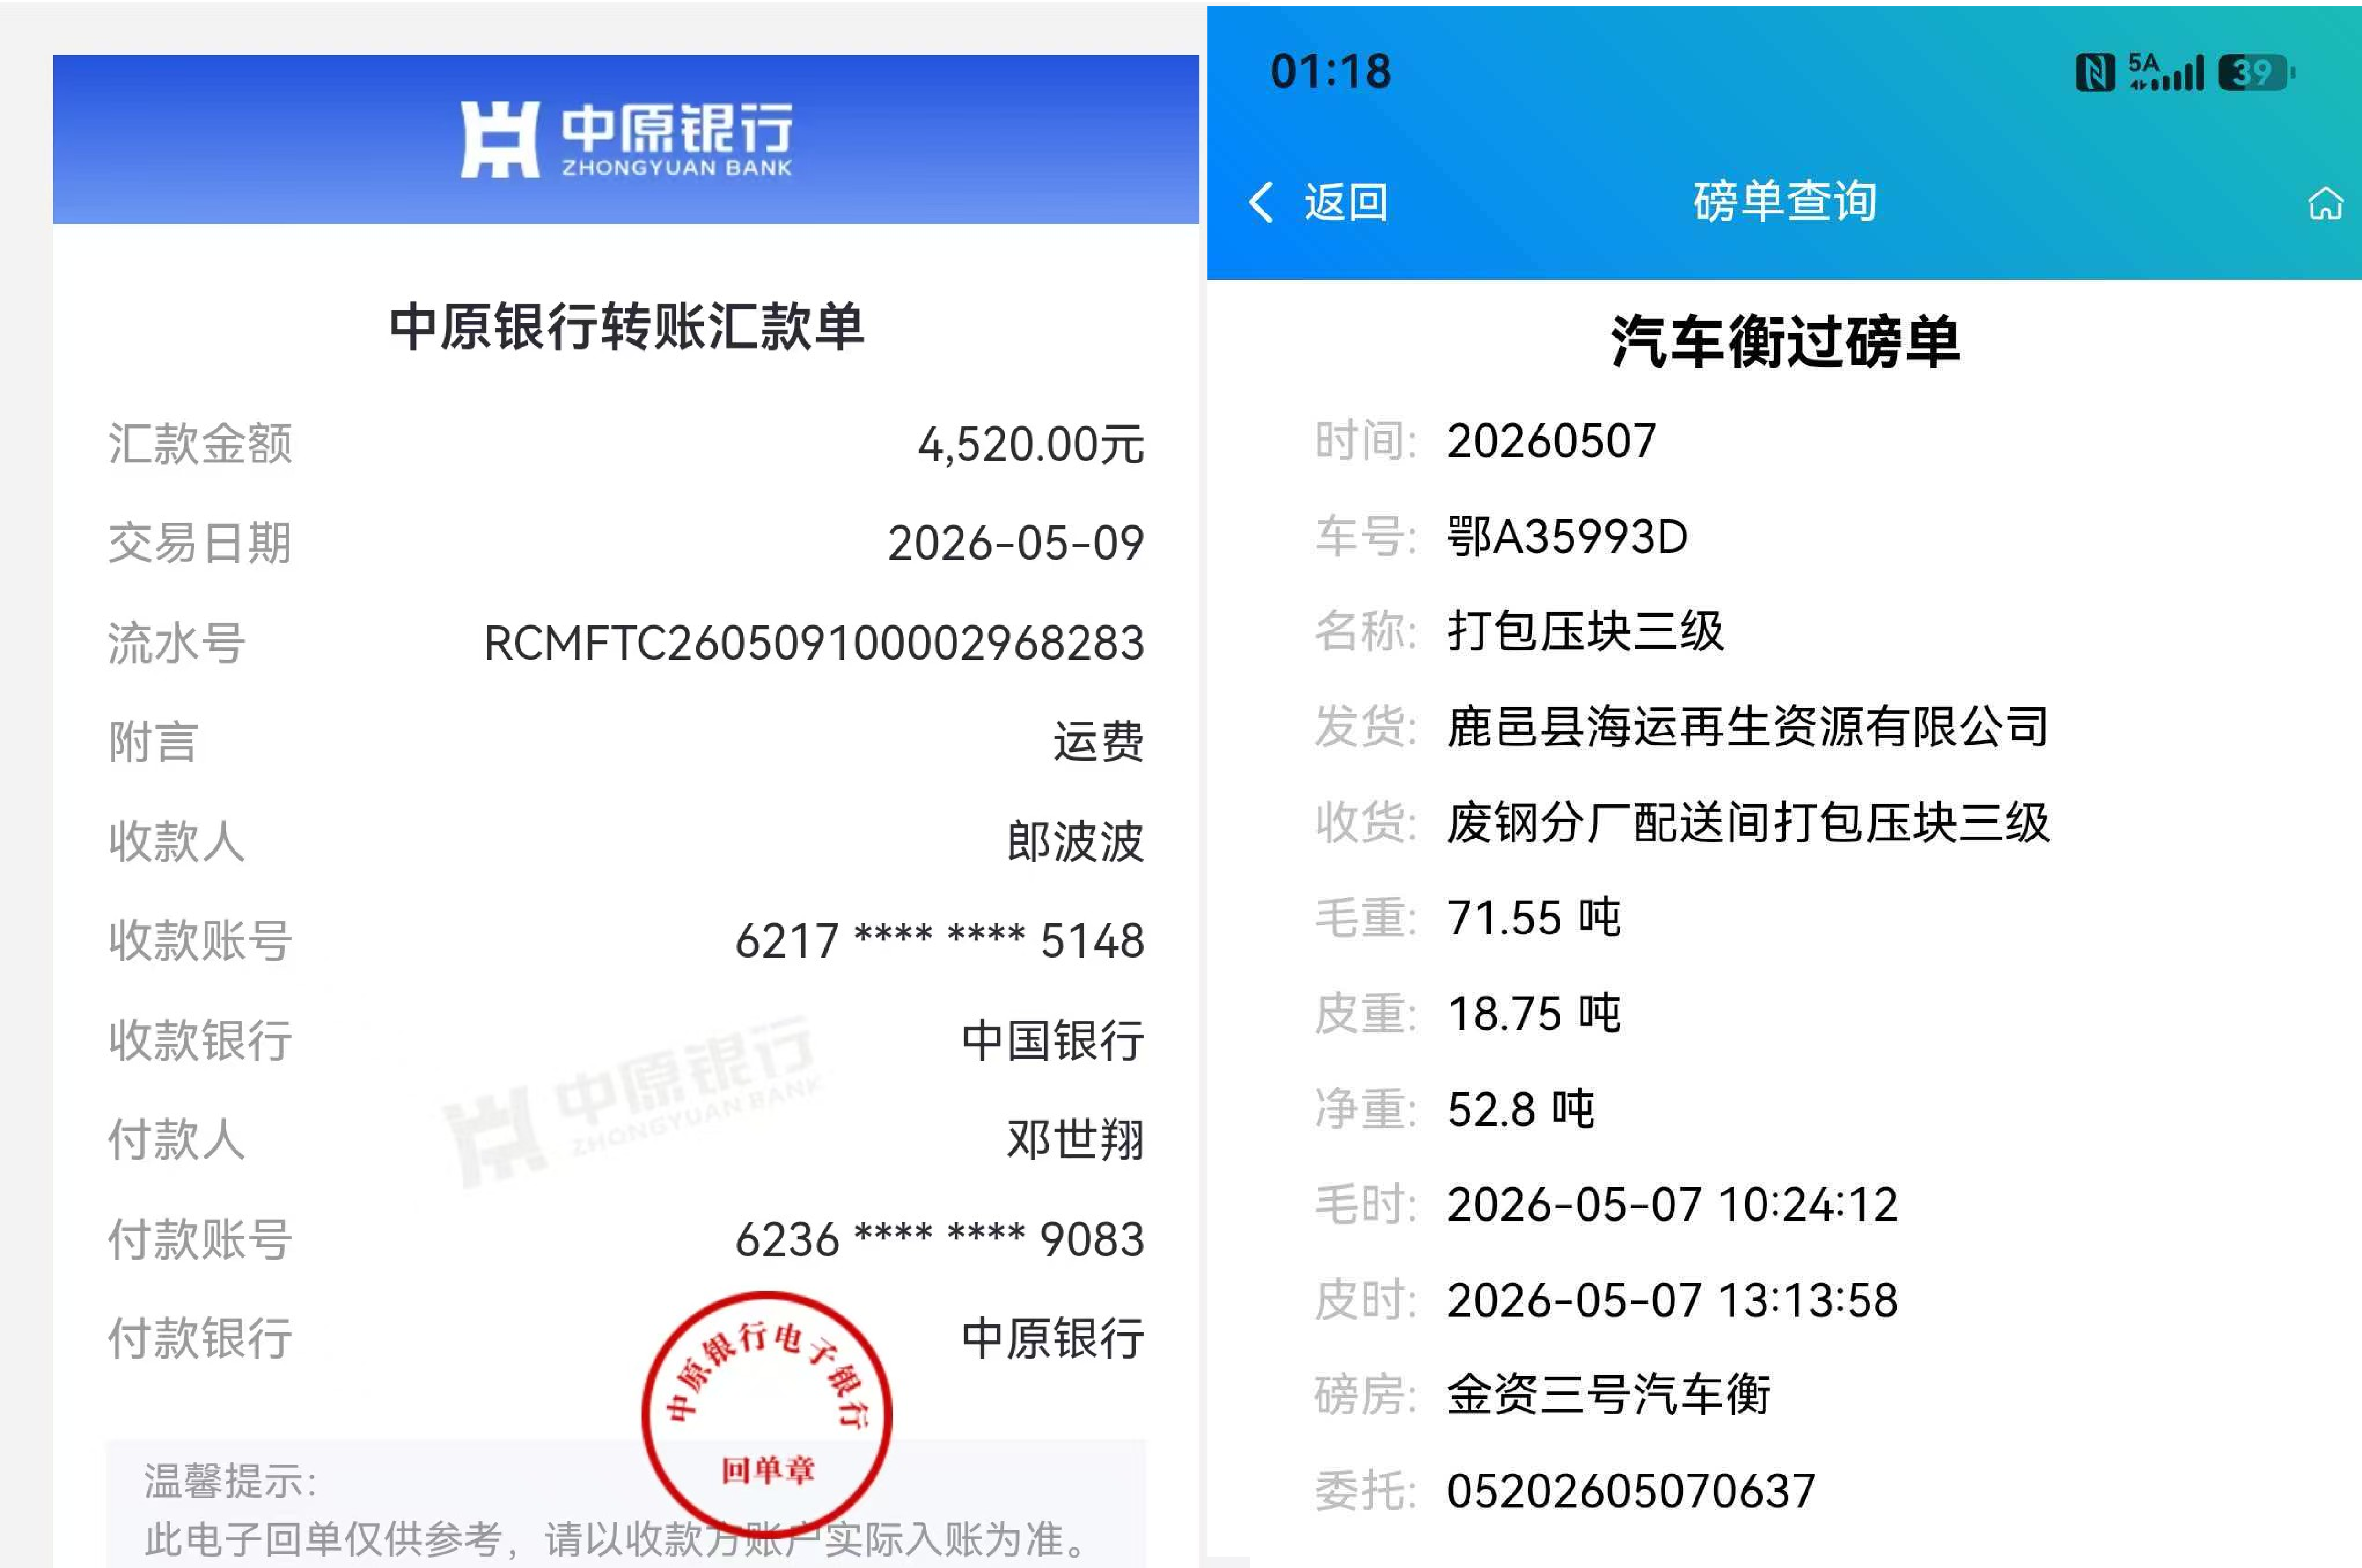 中原银行
ZHONGYUAN BANK
中原银行转账汇款单
汇款金额 4,520.00元
交易日期 2026-05-09
流水号 RCMFTC260509100002968283
附言 运费
收款人 郎波波
收款账号 6217 **** **** 5148
收款银行 中国银行
中原银行
ZHONGYUAN BANK
付款人 邓世翔
付款账号 6236 **** **** 9083
付款银行 中原银行
中原银行电子银行
回单章
温馨提示:
此电子回单仅供参考，请以收款方账户实际入账为准。
01:18
5A
39
返回
磅单查询
汽车衡过磅单
时间: 20260507
车号: 鄂A35993D
名称: 打包压块三级
发货: 鹿邑县海运再生资源有限公司
收货: 废钢分厂配送间打包压块三级
毛重: 71.55 吨
皮重: 18.75 吨
净重: 52.8 吨
毛时: 2026-05-07 10:24:12
皮时: 2026-05-07 13:13:58
磅房: 金资三号汽车衡
委托: 05202605070637